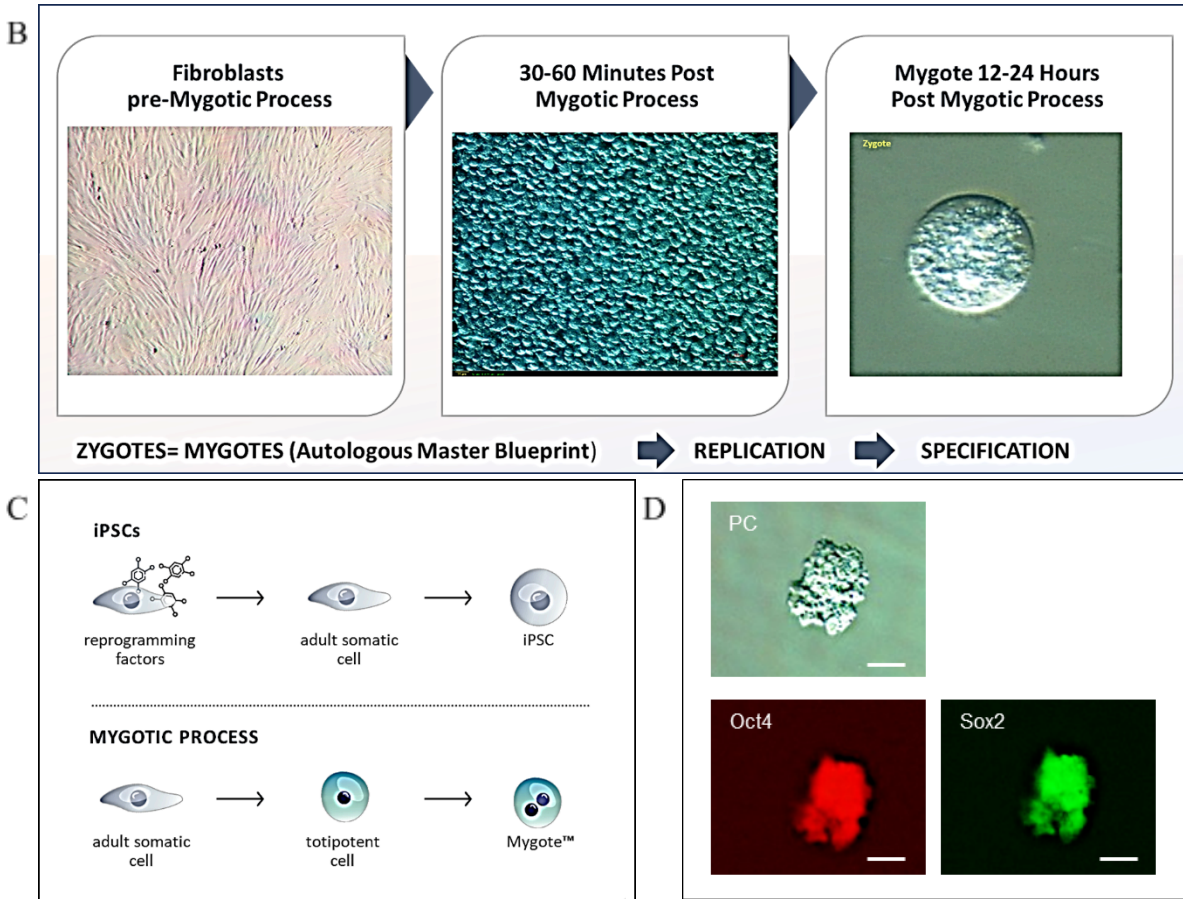 B
Fibroblasts
pre-Mygotic Process
30-60 Minutes Post
Mygotic Process
Mygote 12-24 Hours
Post Mygotic Process
Zygote
ZYGOTES= MYGOTES (Autologous Master Blueprint) REPLICATION SPECIFICATION
C
iPSCs
reprogramming
factors
adult somatic
cell
iPSC
MYGOTIC PROCESS
adult somatic
cell
totipotent
cell
Mygote™
D
PC
Oct4
Sox2